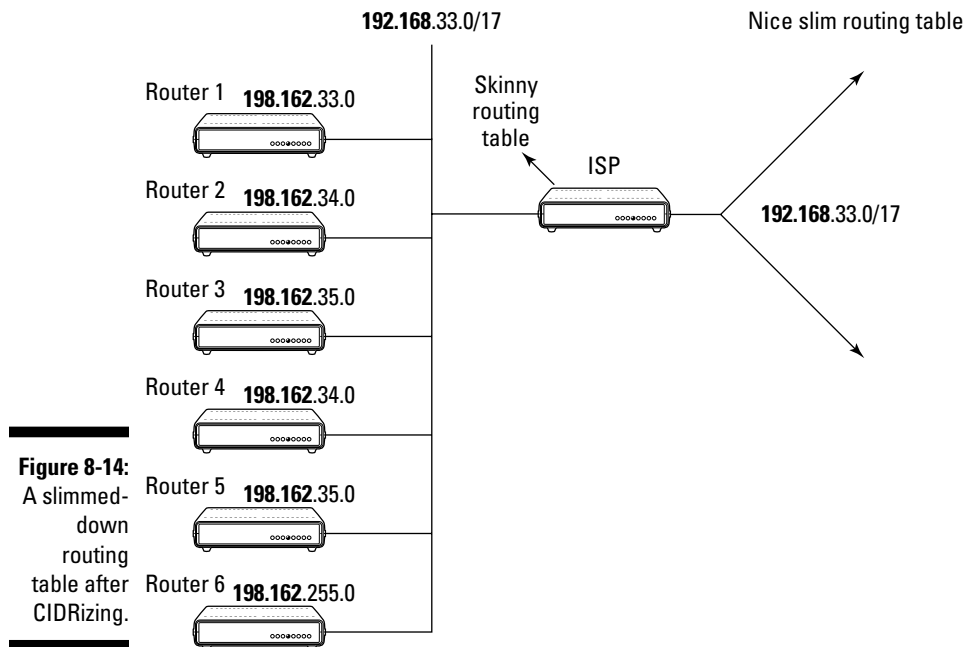 192.168.33.0/17
Nice slim routing table
Skinny
routing
table
ISP
192.168.33.0/17
Router 1 198.162.33.0
Router 2 198.162.34.0
Router 3 198.162.35.0
Router 4 198.162.34.0
Router 5 198.162.35.0
Router 6 198.162.255.0
Figure 8-14:
A slimmed-
down
routing
table after
CIDRizing.